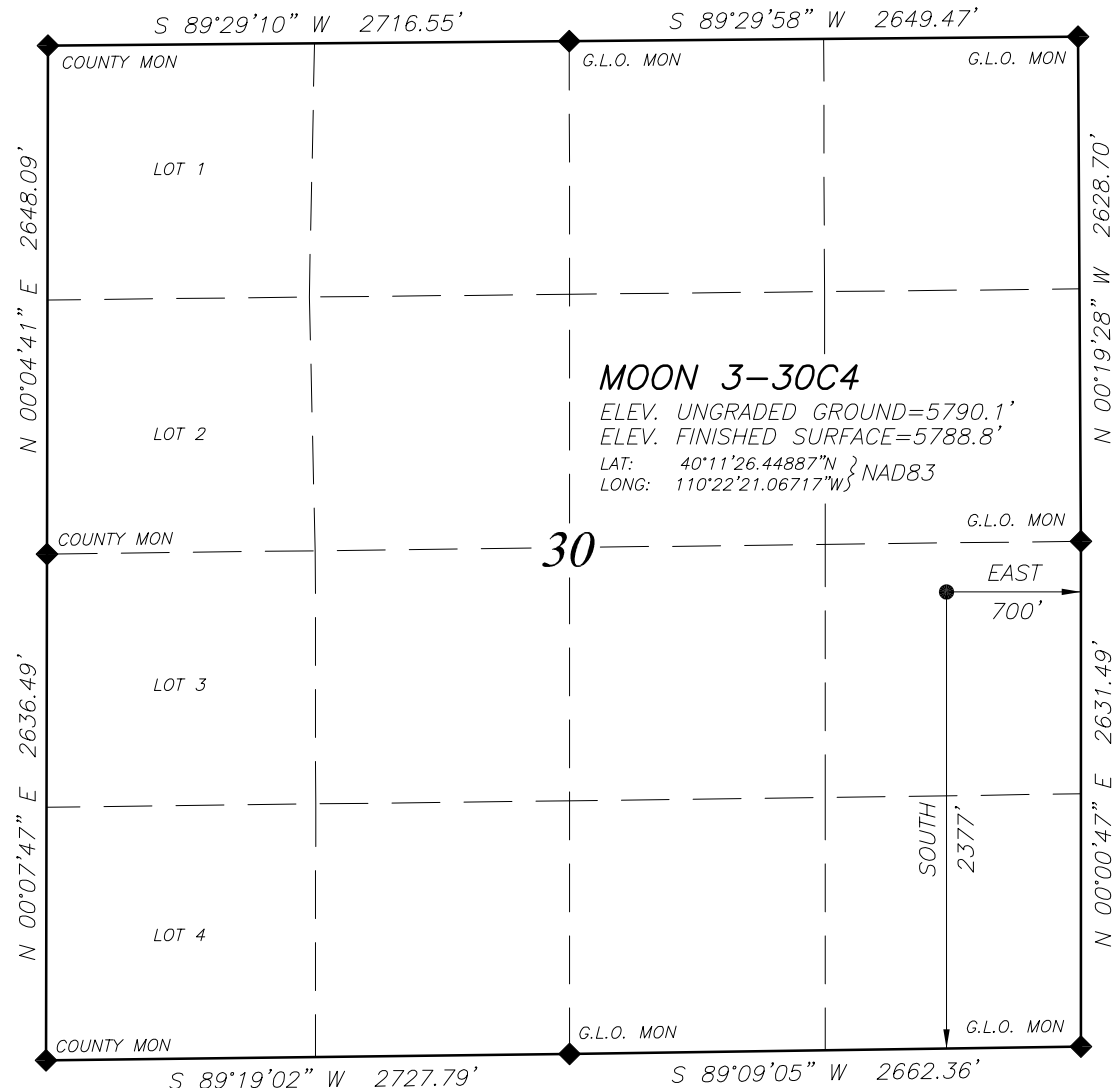 S 89°29'10" W 2716.55'
S 89°29'58" W 2649.47'
COUNTY MON
G.L.O. MON
G.L.O. MON
N 00°04'41" E 2648.09'
LOT 1
N 00°19'28" W 2628.70'
LOT 2
MOON 3-30C4
ELEV. UNGRADED GROUND=5790.1'
ELEV. FINISHED SURFACE=5788.8'
LAT: 40°11'26.44887"N
LONG: 110°22'21.06717"W
} NAD83
COUNTY MON
G.L.O. MON
30
EAST
700'
N 00°07'47" E 2636.49'
LOT 3
N 00°00'47" E 2631.49'
SOUTH
2377'
LOT 4
COUNTY MON
G.L.O. MON
G.L.O. MON
S 89°19'02" W 2727.79'
S 89°09'05" W 2662.36'